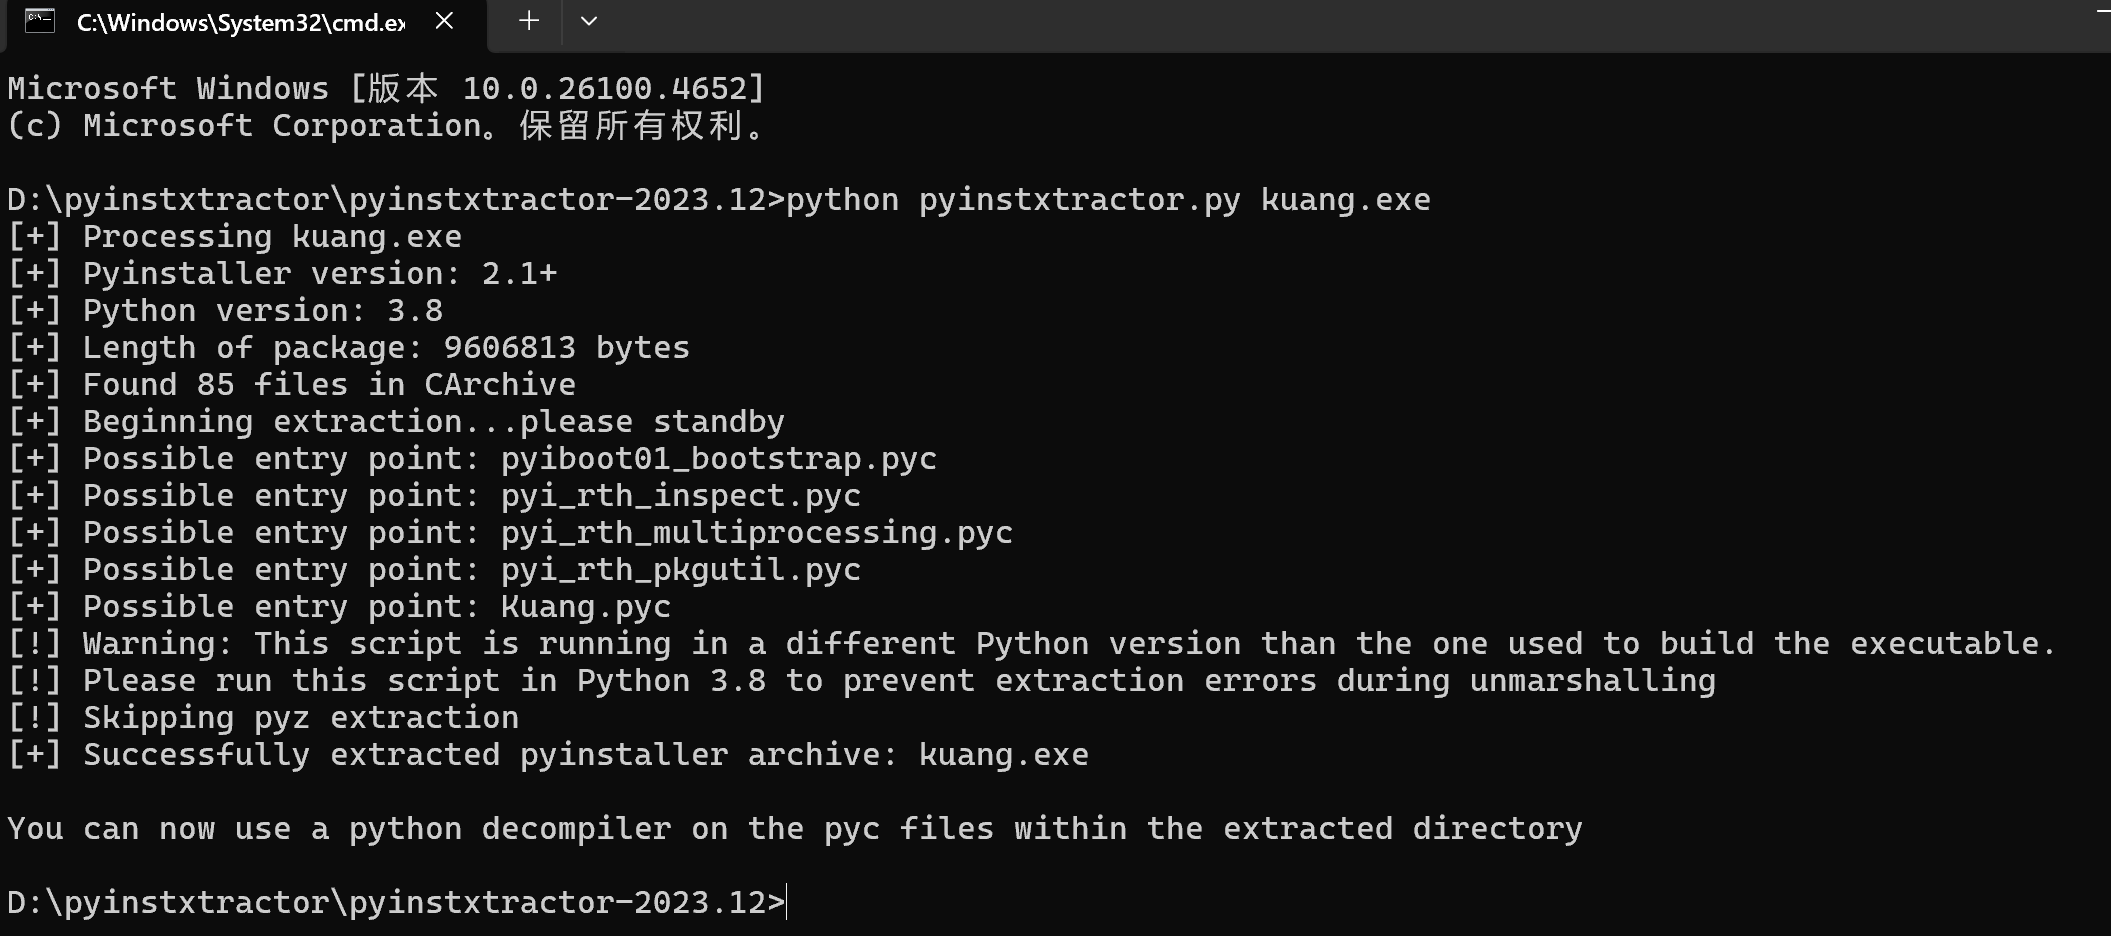 C:\Windows\System32\cmd.ex
Microsoft Windows [版本 10.0.26100.4652]
(c) Microsoft Corporation。保留所有权利。
D:\pyinstxtractor\pyinstxtractor-2023.12>python pyinstxtractor.py kuang.exe
[+] Processing kuang.exe
[+] Pyinstaller version: 2.1+
[+] Python version: 3.8
[+] Length of package: 9606813 bytes
[+] Found 85 files in CArchive
[+] Beginning extraction...please standby
[+] Possible entry point: pyiboot01_bootstrap.pyc
[+] Possible entry point: pyi_rth_inspect.pyc
[+] Possible entry point: pyi_rth_multiprocessing.pyc
[+] Possible entry point: pyi_rth_pkgutil.pyc
[+] Possible entry point: kuang.pyc
[!] Warning: This script is running in a different Python version than the one used to build the executable.
[!] Please run this script in Python 3.8 to prevent extraction errors during unmarshalling
[!] Skipping pyz extraction
[+] Successfully extracted pyinstaller archive: kuang.exe
You can now use a python decompiler on the pyc files within the extracted directory
D:\pyinstxtractor\pyinstxtractor-2023.12>